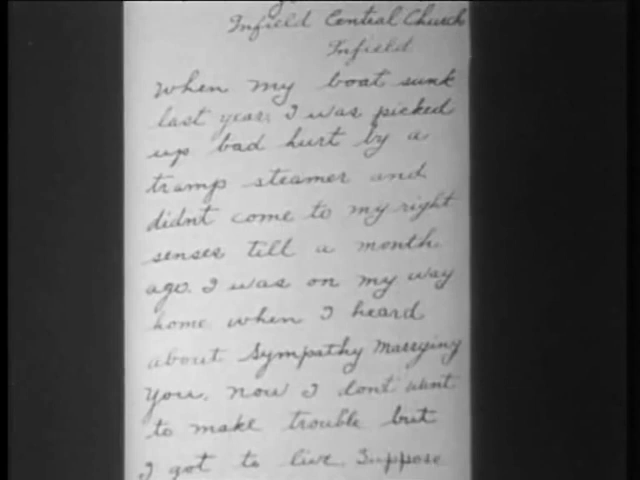 Infield Central Church
Infield
When my boat sunk
last year, I was picked
up bad hurt by a
tramp steamer and
didnt come to my right
senses till a month
ago. I was on my way
home when I heard
about Sympathy Marrying
You. now I dont want
to make trouble but
I got to live. Suppose